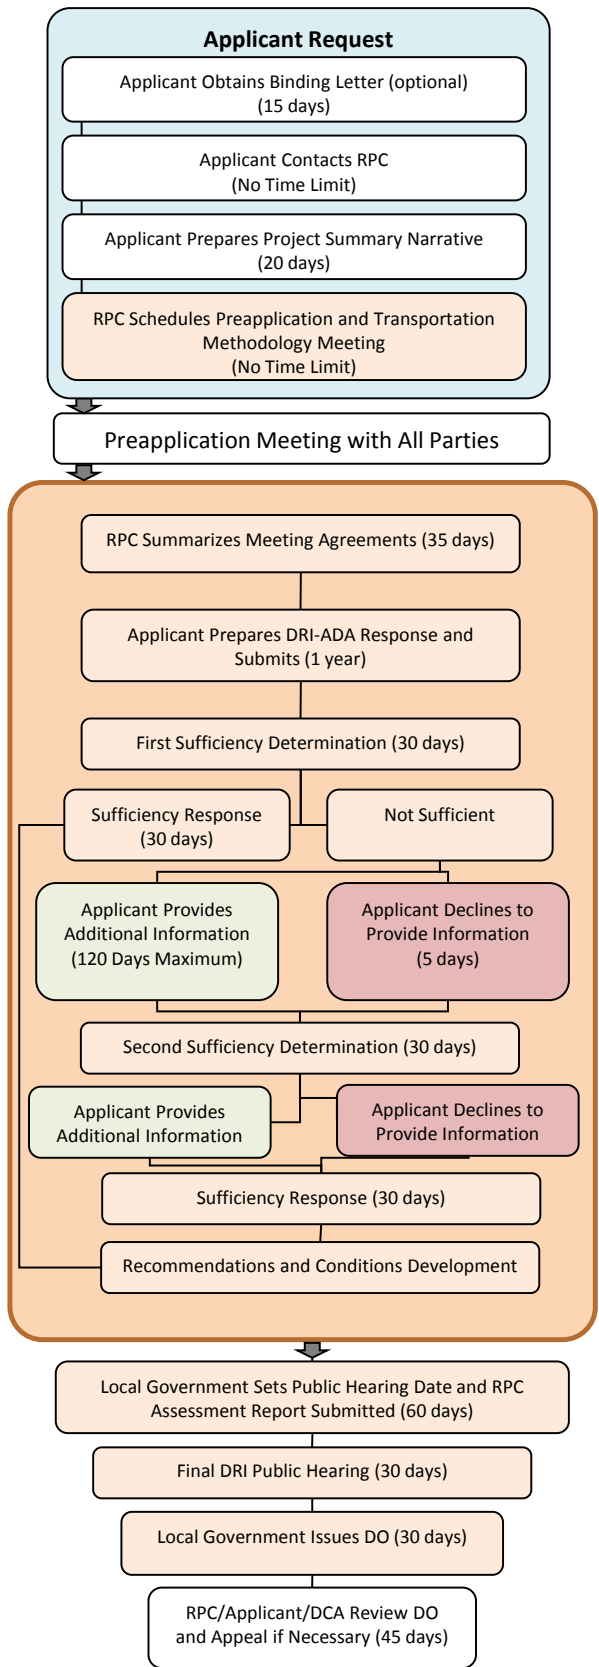 Applicant Request
Applicant Obtains Binding Letter (optional)
(15 days)
Applicant Contacts RPC
(No Time Limit)
Applicant Prepares Project Summary Narrative
(20 days)
RPC Schedules Preapplication and Transportation
Methodology Meeting
(No Time Limit)
Preapplication Meeting with All Parties
RPC Summarizes Meeting Agreements (35 days)
Applicant Prepares DRI-ADA Response and
Submits (1 year)
First Sufficiency Determination (30 days)
Sufficiency Response
(30 days)
Not Sufficient
Applicant Provides
Additional Information
(120 Days Maximum)
Applicant Declines to
Provide Information
(5 days)
Second Sufficiency Determination (30 days)
Applicant Provides
Additional Information
Applicant Declines to
Provide Information
Sufficiency Response (30 days)
Recommendations and Conditions Development
Local Government Sets Public Hearing Date and RPC
Assessment Report Submitted (60 days)
Final DRI Public Hearing (30 days)
Local Government Issues DO (30 days)
RPC/Applicant/DCA Review DO
and Appeal if Necessary (45 days)